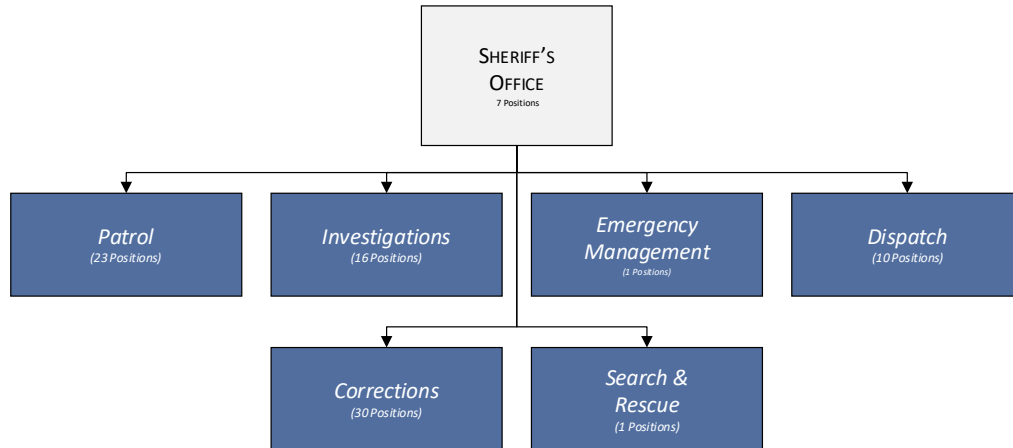 SHERIFF'S
OFFICE
7 Positions
Patrol
(23 Positions)
Investigations
(16 Positions)
Emergency
Management
(1 Positions)
Dispatch
(10 Positions)
Corrections
(30 Positions)
Search &
Rescue
(1 Positions)